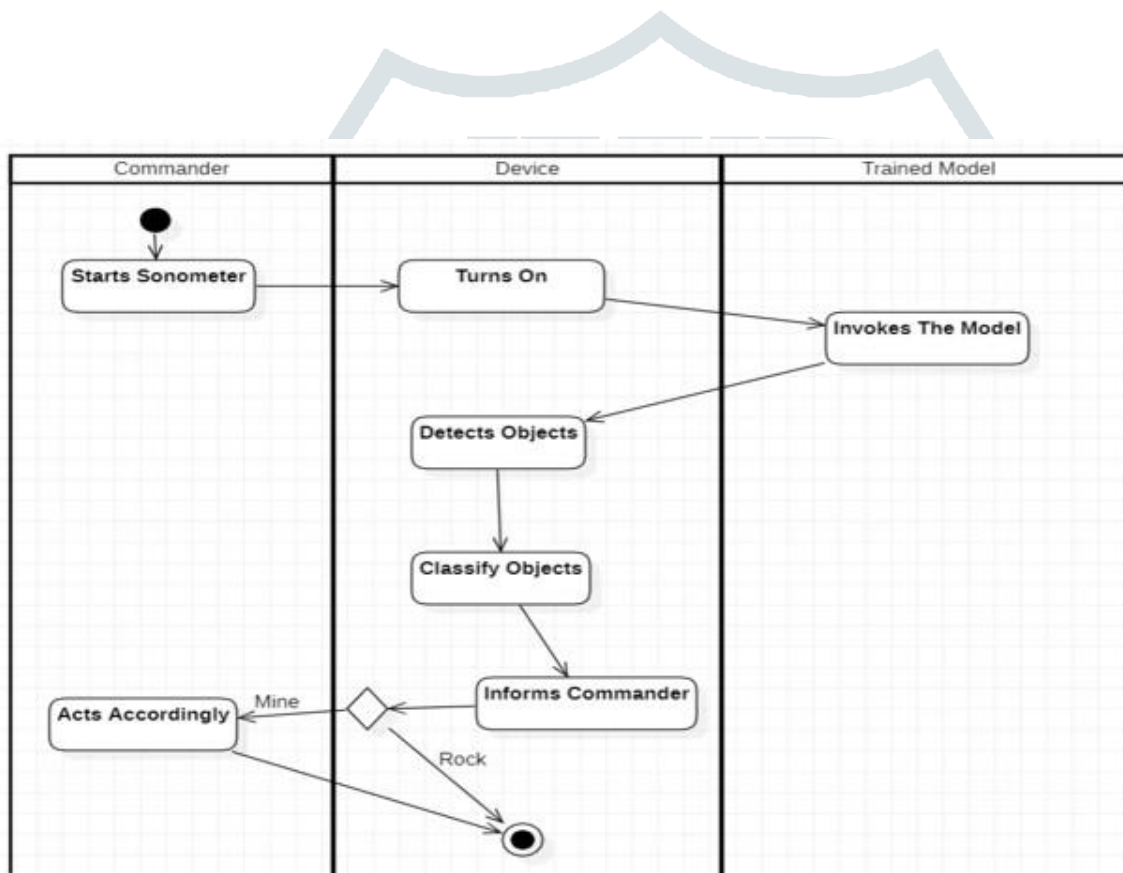 Commander
Device
Trained Model
Starts Sonometer
Turns On
Invokes The Model
Detects Objects
Classify Objects
Informs Commander
Mine
Acts Accordingly
Rock